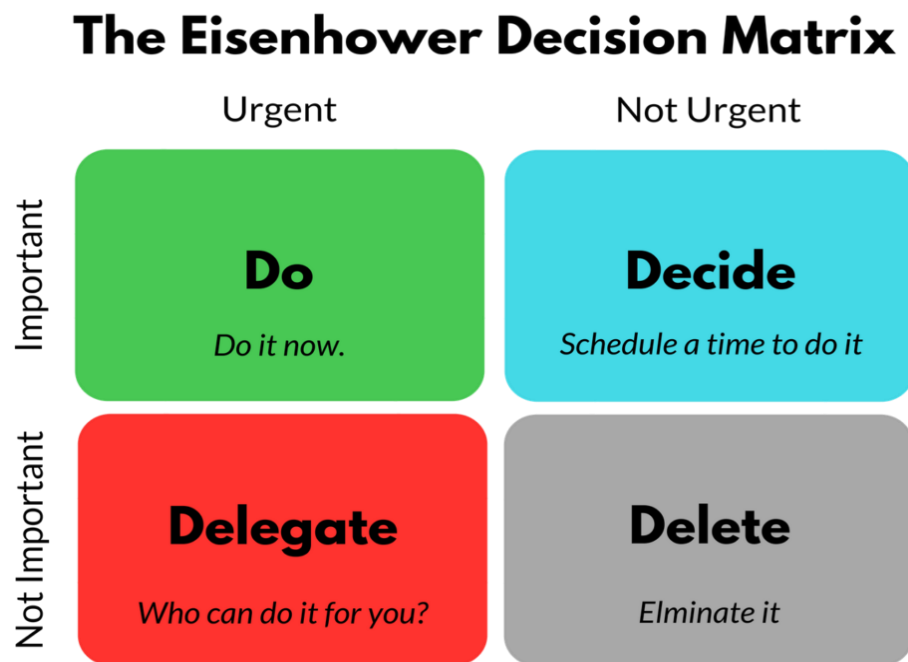 The Eisenhower Decision Matrix
Urgent
Not Urgent
Important
Do
Do it now.
Decide
Schedule a time to do it
Not Important
Delegate
Who can do it for you?
Delete
Elminate it